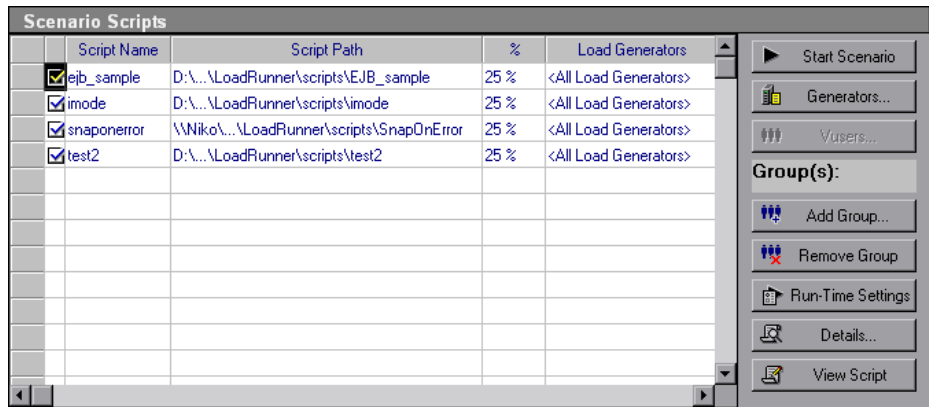 Scenario Scripts
Script Name Script Path % Load Generators
ejb_sample D:\...\LoadRunner\scripts\EJB_sample 25 % <All Load Generators>
imode D:\...\LoadRunner\scripts\imode 25 % <All Load Generators>
snaponerror \\Niko\...\LoadRunner\scripts\SnapOnError 25 % <All Load Generators>
test2 D:\...\LoadRunner\scripts\test2 25 % <All Load Generators>
Start Scenario
Generators...
Vusers...
Group(s):
Add Group...
Remove Group
Run-Time Settings
Details...
View Script